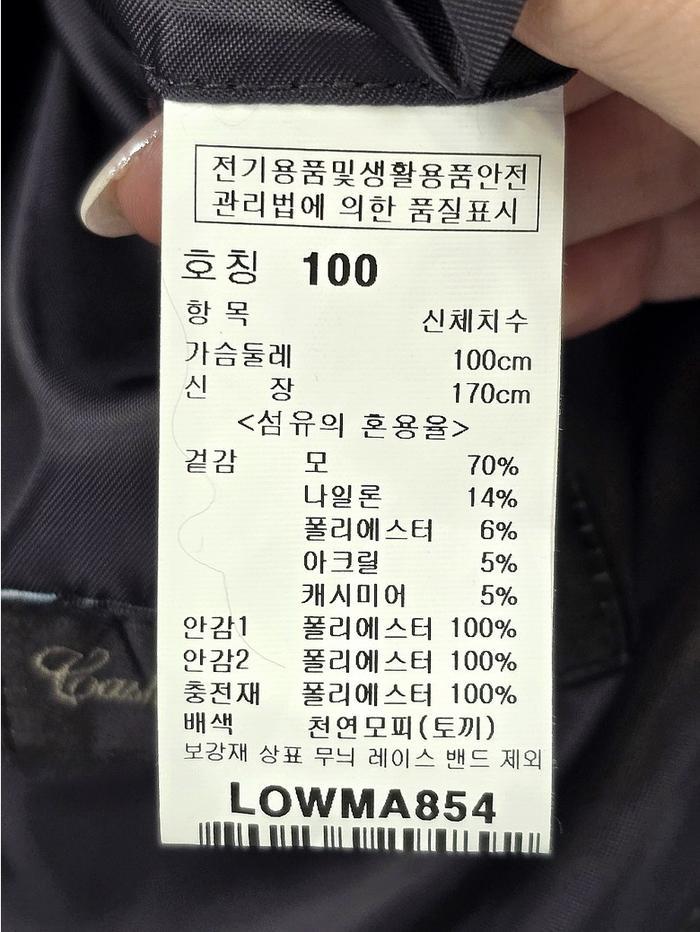 전기용품및생활용품안전
관리법에 의한 품질표시
호칭 100
항 목 신체치수
가슴둘레 100cm
신 장 170cm
<섬유의 혼용율>
겉감 모 70%
나일론 14%
폴리에스터 6%
아크릴 5%
캐시미어 5%
안감1 폴리에스터 100%
안감2 폴리에스터 100%
충전재 폴리에스터 100%
배색 천연모피(토끼)
보강재 상표 무늬 레이스 밴드 제외
LOWMA854